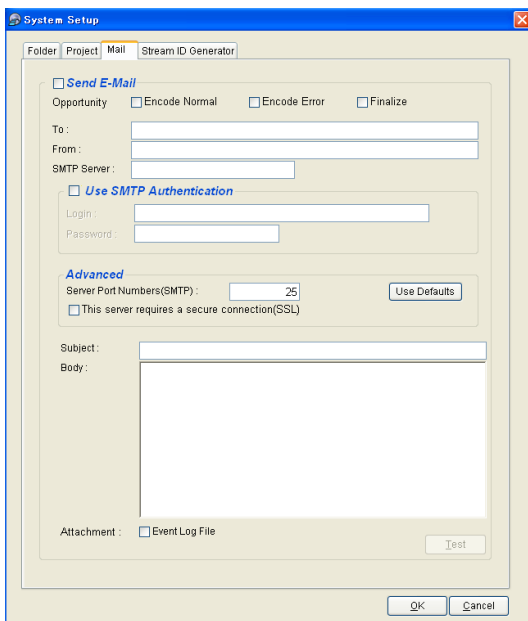 System Setup
Folder Project Mail Stream ID Generator
Send E-Mail
Opportunity Encode Normal Encode Error Finalize
To :
From :
SMTP Server :
Use SMTP Authentication
Login :
Password :
Advanced
Server Port Numbers(SMTP) : 25 Use Defaults
This server requires a secure connection(SSL)
Subject :
Body :
Attachment : Event Log File
Test
OK Cancel